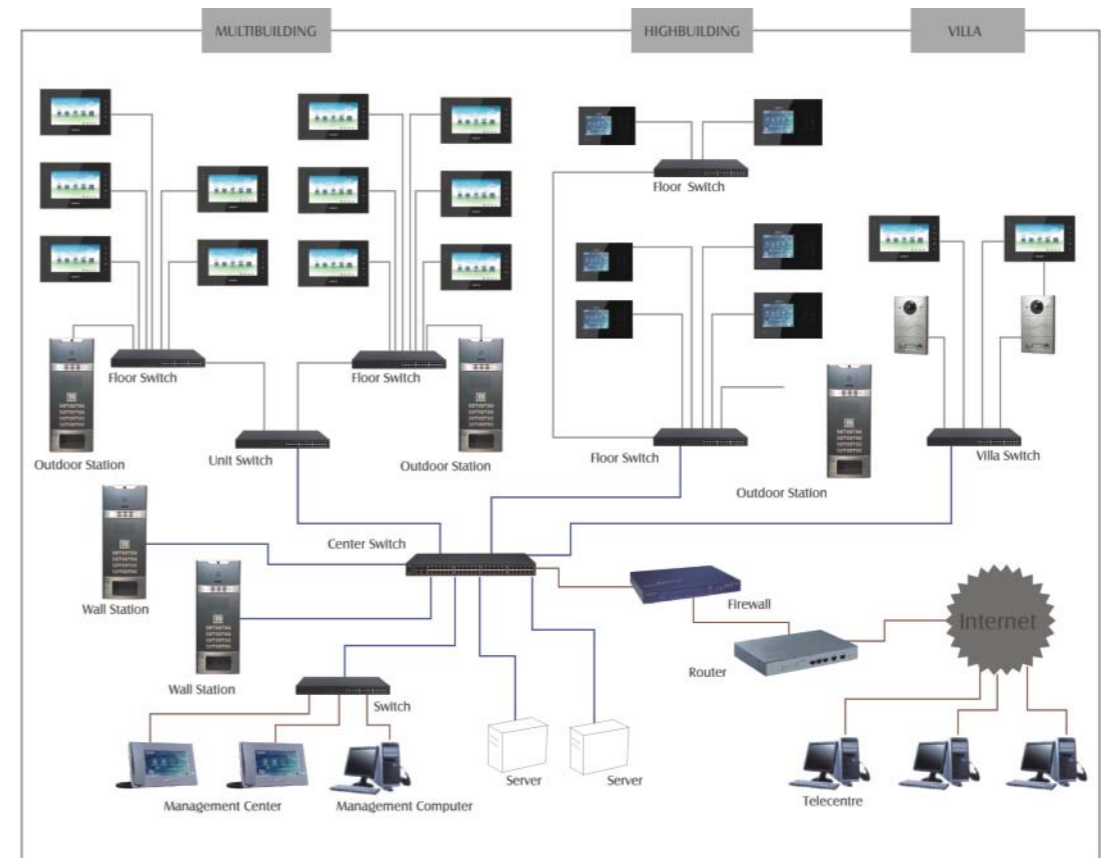 MULTIBUILDING
HIGHBUILDING
VILLA
Floor Switch
Floor Switch
Floor Switch
Outdoor Station
Unit Switch
Outdoor Station
Floor Switch
Villa Switch
Outdoor Station
Center Switch
Wall Station
Firewall
Internet
Router
Wall Station
Switch
Server
Server
Management Center
Management Computer
Telecentre